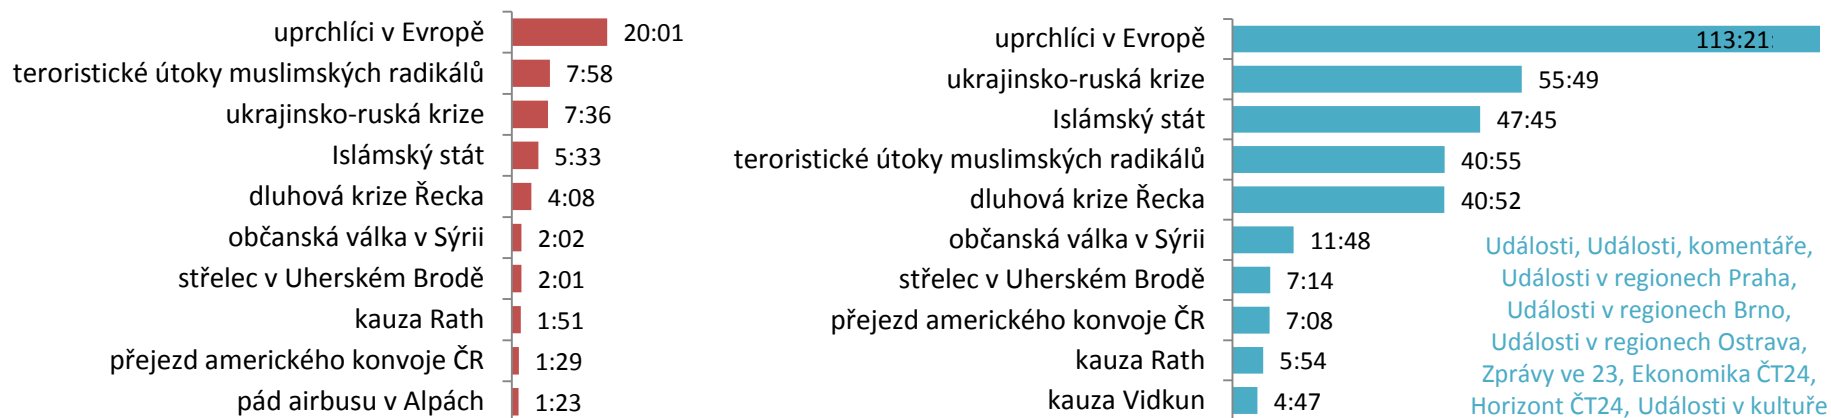 uprchlíci v Evropě 20:01
teroristické útoky muslimských radikálů 7:58
ukrajinsko-ruská krize 7:36
Islámský stát 5:33
dluhová krize Řecka 4:08
občanská válka v Sýrii 2:02
střelec v Uherském Brodě 2:01
kauza Rath 1:51
přejezd amerického konvoje ČR 1:29
pád airbusu v Alpách 1:23
uprchlíci v Evropě 113:21:
ukrajinsko-ruská krize 55:49
Islámský stát 47:45
teroristické útoky muslimských radikálů 40:55
dluhová krize Řecka 40:52
občanská válka v Sýrii 11:48
střelec v Uherském Brodě 7:14
přejezd amerického konvoje ČR 7:08
kauza Rath 5:54
kauza Vidkun 4:47
Události, Události, komentáře,
Události v regionech Praha,
Události v regionech Brno,
Události v regionech Ostrava,
Zprávy ve 23, Ekonomika ČT24,
Horizont ČT24, Události v kultuře